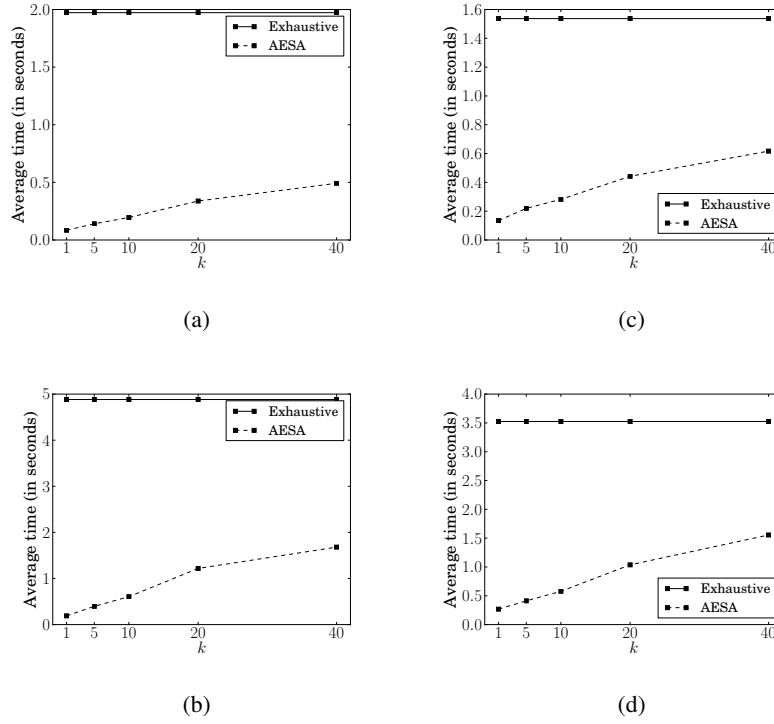 Average time (in seconds)
2.0
1.5
1.0
0.5
0.0
1
5
10
20
40
k
Exhaustive
AESA
(a)
Average time (in seconds)
1.6
1.4
1.2
1.0
0.8
0.6
0.4
0.2
0.0
1
5
10
20
40
k
Exhaustive
AESA
(c)
Average time (in seconds)
5
4
3
2
1
0
1
5
10
20
40
k
Exhaustive
AESA
(b)
Average time (in seconds)
4.0
3.5
3.0
2.5
2.0
1.5
1.0
0.5
0.0
1
5
10
20
40
k
Exhaustive
AESA
(d)